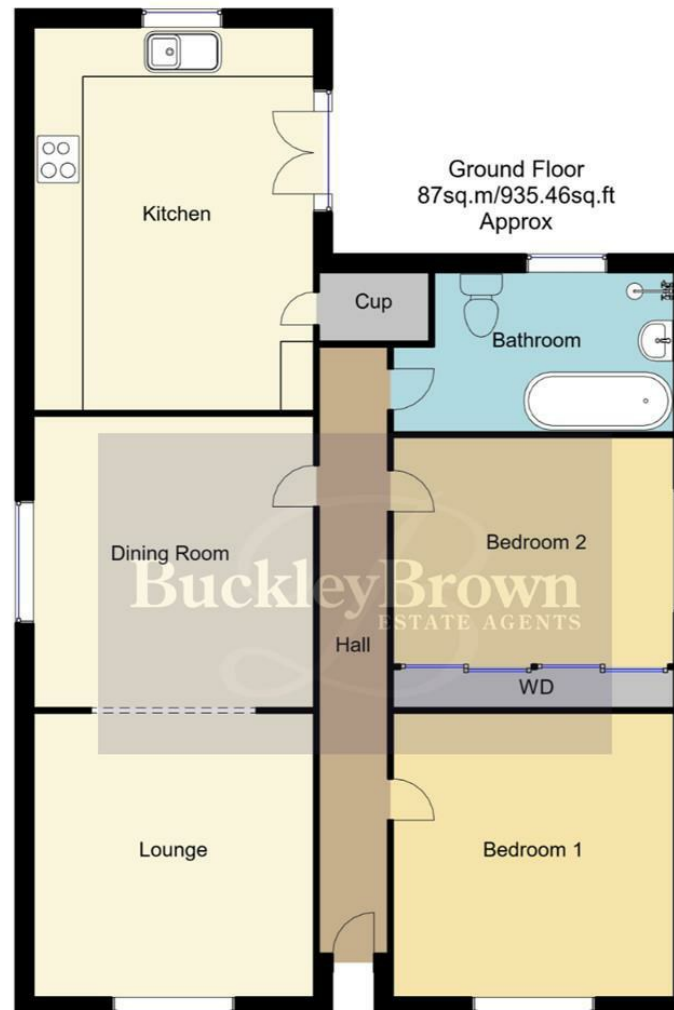 Ground Floor
87sq.m/935.46sq.ft
Approx
Kitchen
Cup
Bathroom
Dining Room
Bedroom 2
BuckleyBrown
ESTATE AGENTS
Hall
WD
Lounge
Bedroom 1